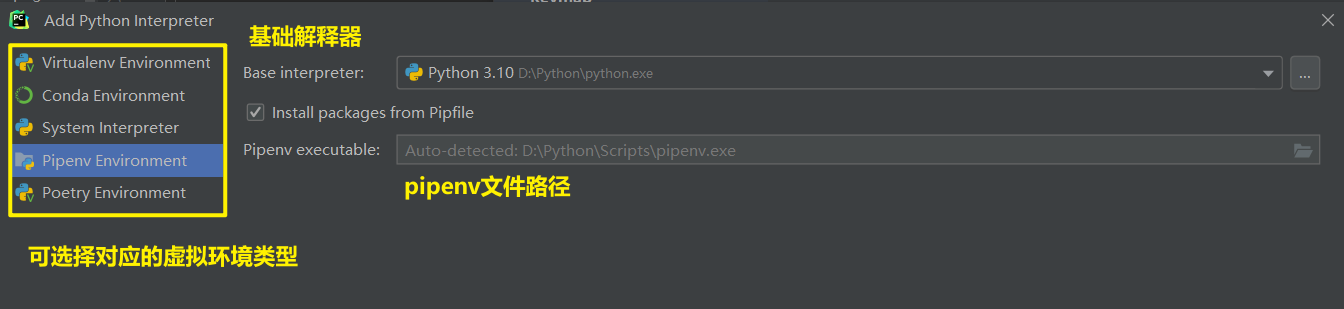 Add Python Interpreter
基础解释器
Virtualenv Environment
Conda Environment
System Interpreter
Pipenv Environment
Poetry Environment
Base interpreter: Python 3.10 D:\Python\python.exe ...
Install packages from Pipfile
Pipenv executable: Auto-detected: D:\Python\Scripts\pipenv.exe
pipenv文件路径
可选择对应的虚拟环境类型